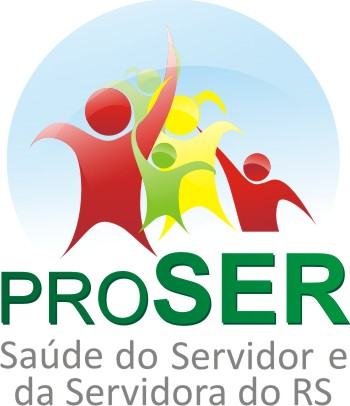 PROSER
Saúde do Servidor e
da Servidora do RS